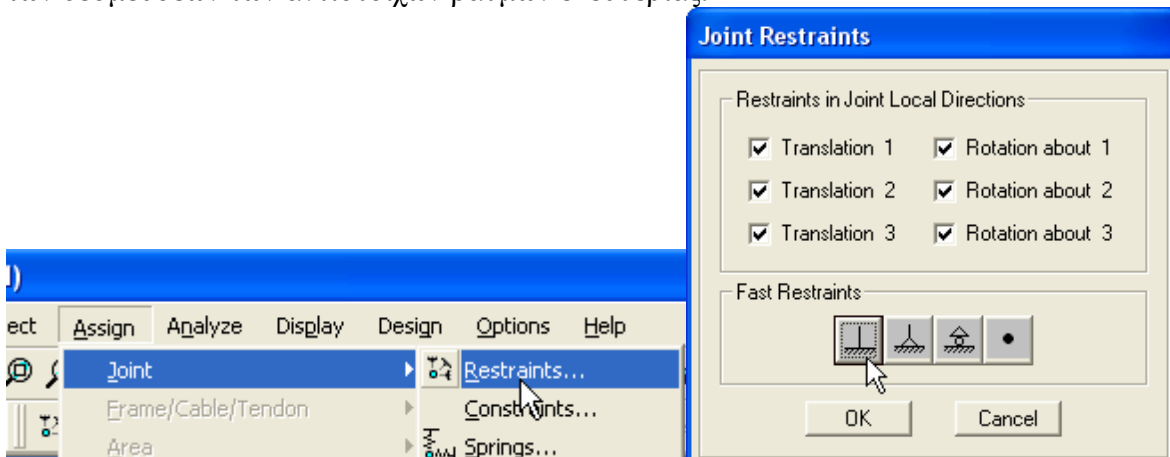 Joint Restraints
Restraints in Joint Local Directions
Translation 1 Rotation about 1
Translation 2 Rotation about 2
Translation 3 Rotation about 3
Fast Restraints
OK Cancel
ect Assign Analyze Display Design Options Help
Joint Restraints...
Frame/Cable/Tendon Constraints...
Area Springs...